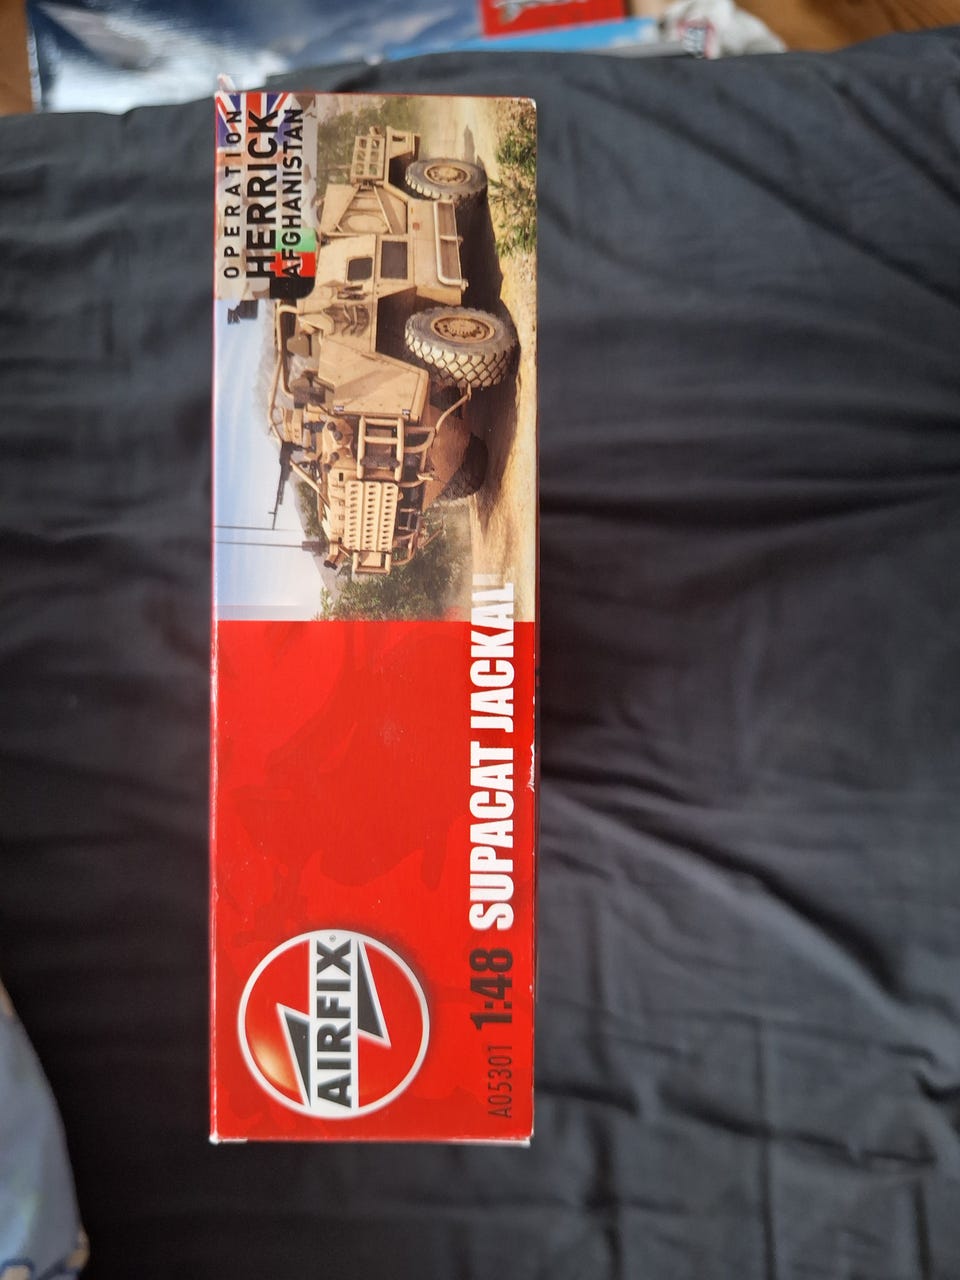 OPERATION
HERRICK
AFGHANISTAN
AIRFIX®
A05301 1:48 SUPACAT JACKAL